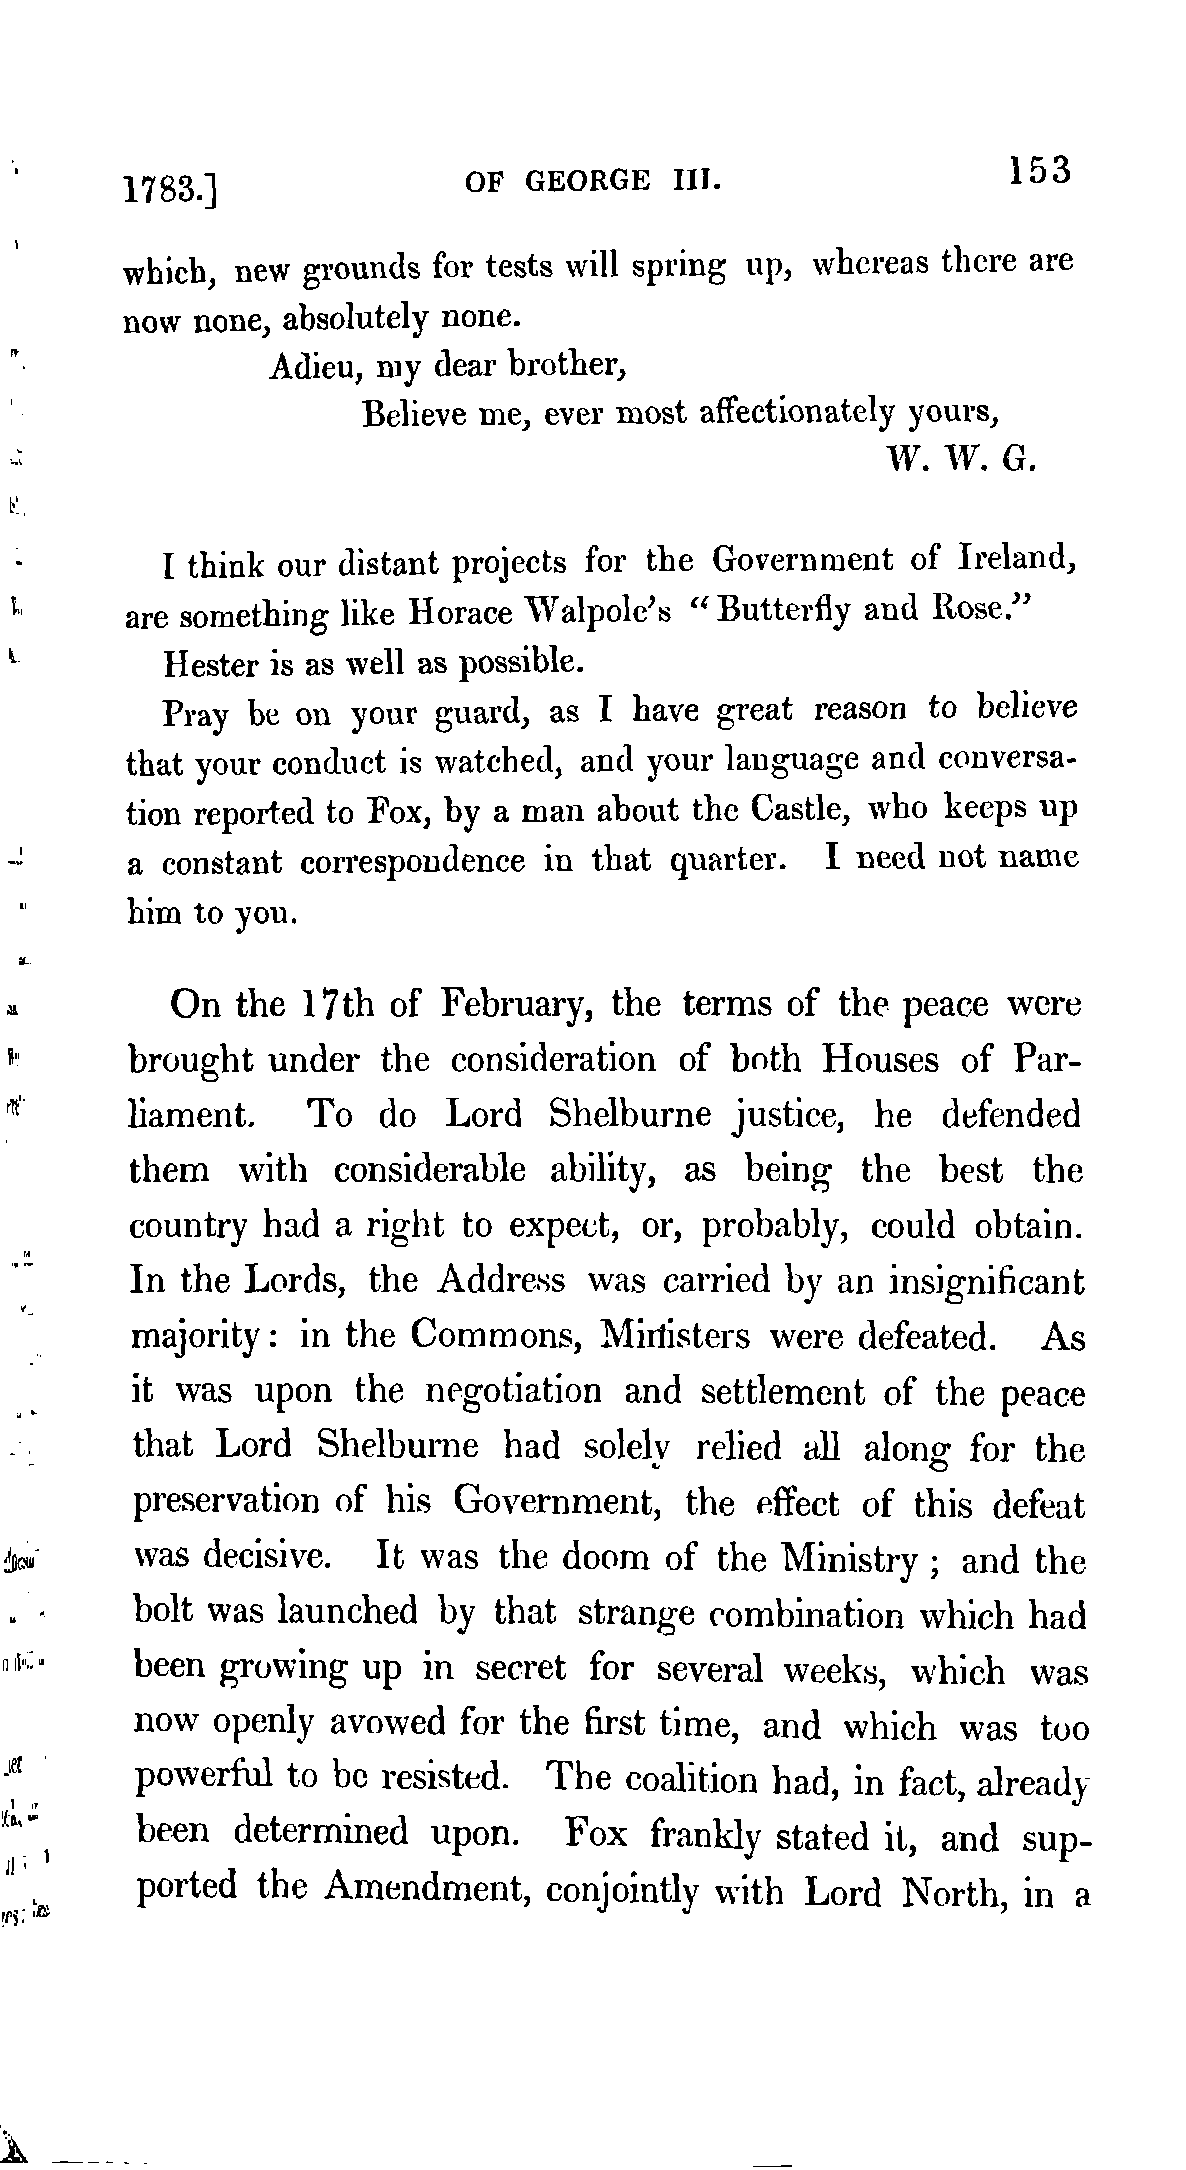 1783.] OF GEORGE III. 153
which, new grounds for tests will spring up, whereas there are
now none, absolutely none.
Adieu, my dear brother,
Believe me, ever most affectionately yours,
W. W. G.
I think our distant projects for the Government of Ireland,
are something like Horace Walpole's “Butterfly and Rose.”
Hester is as well as possible.
Pray be on your guard, as I have great reason to believe
that your conduct is watched, and your language and conversa-
tion reported to Fox, by a man about the Castle, who keeps up
a constant correspondence in that quarter. I need not name
him to you.
On the 17th of February, the terms of the peace were
brought under the consideration of both Houses of Par-
liament. To do Lord Shelburne justice, he defended
them with considerable ability, as being the best the
country had a right to expect, or, probably, could obtain.
In the Lords, the Address was carried by an insignificant
majority: in the Commons, Ministers were defeated. As
it was upon the negotiation and settlement of the peace
that Lord Shelburne had solely relied all along for the
preservation of his Government, the effect of this defeat
was decisive. It was the doom of the Ministry; and the
bolt was launched by that strange combination which had
been growing up in secret for several weeks, which was
now openly avowed for the first time, and which was too
powerful to be resisted. The coalition had, in fact, already
been determined upon. Fox frankly stated it, and sup-
ported the Amendment, conjointly with Lord North, in a